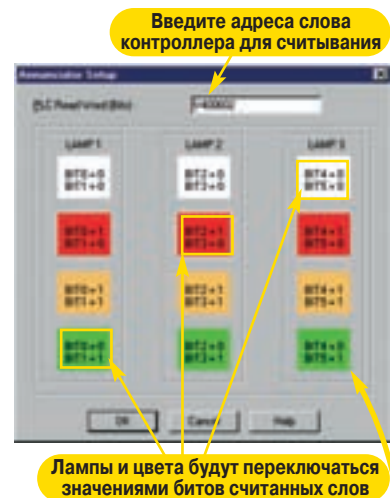 Введите адреса слова
контроллера для считывания
Annunciator Setup
PLC Read Word (Bits)
LAMP 1 LAMP 2 LAMP 3
BIT0=0 BIT2=0 BIT4=0
BIT1=0 BIT3=0 BIT5=0
BIT0=1 BIT2=1 BIT4=1
BIT1=0 BIT3=0 BIT5=0
BIT0=1 BIT2=1 BIT4=1
BIT1=1 BIT3=1 BIT5=1
BIT0=0 BIT2=0 BIT4=0
BIT1=1 BIT3=1 BIT5=1
OK Cancel Help
Лампы и цвета будут переключаться
значениями битов считанных слов